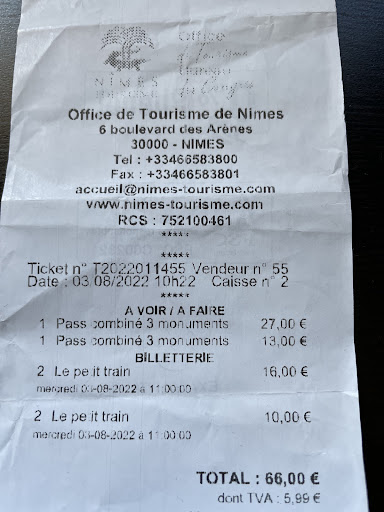 NIMES
Office
Office de Tourisme de Nimes
6 boulevard des Arènes
30000 - NIMES
Tel : +33466583800
Fax : +33466583801
accueil@nimes-tourisme.com
www.nimes-tourisme.com
RCS : 752100461
*****
*****
Ticket n° T2022011455 Vendeur n° 55
Date : 03/08/2022 10h22 Caisse n° 2
*****
A VOIR / A FAIRE
1 Pass combiné 3 monuments 27,00 €
1 Pass combiné 3 monuments 13,00 €
BILLETTERIE
2 Le petit train 16,00 €
mercredi 03-08-2022 à 11:00:00
2 Le petit train 10,00 €
mercredi 03-08-2022 à 11:00:00
TOTAL : 66,00 €
dont TVA : 5,99 €